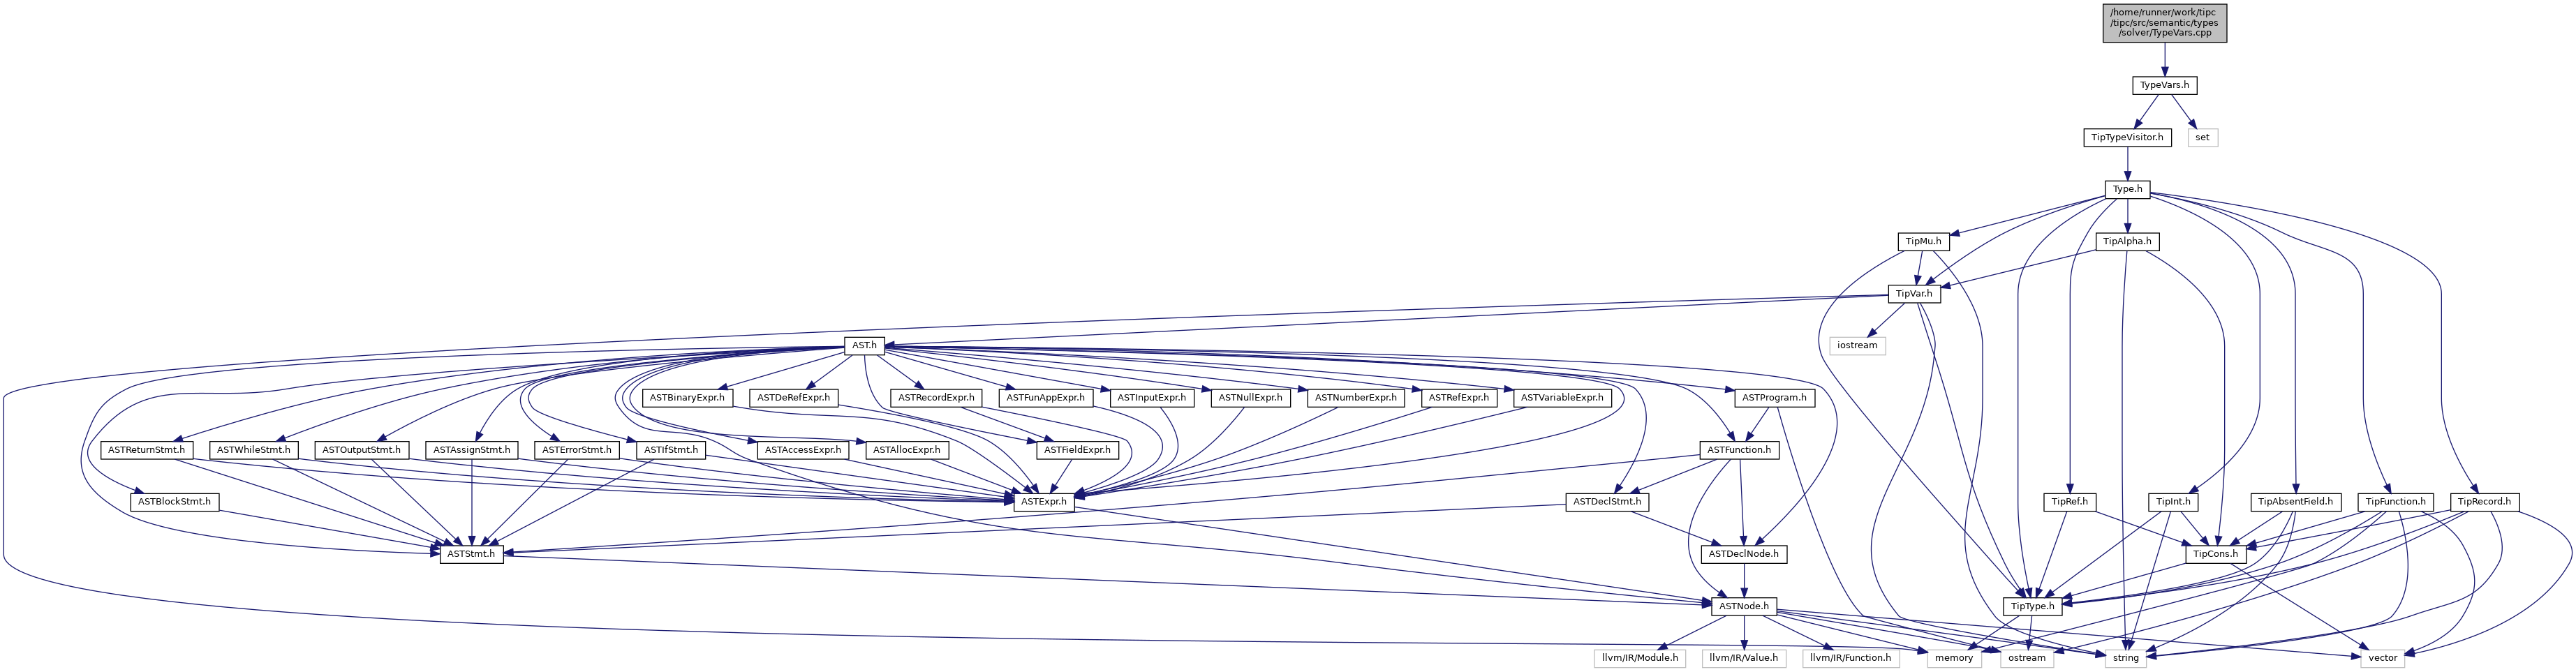 /home/runner/work/tipc
/tipc/src/semantic/types
/solver/TypeVars.cpp
TypeVars.h
TipTypeVisitor.h
set
Type.h
TipMu.h
TipAlpha.h
TipVar.h
iostream
AST.h
ASTBinaryExpr.h
ASTDeRefExpr.h
ASTRecordExpr.h
ASTFunAppExpr.h
ASTInputExpr.h
ASTNullExpr.h
ASTNumberExpr.h
ASTRefExpr.h
ASTVariableExpr.h
ASTProgram.h
ASTReturnStmt.h
ASTWhileStmt.h
ASTOutputStmt.h
ASTAssignStmt.h
ASTErrorStmt.h
ASTIfStmt.h
ASTAccessExpr.h
ASTAllocExpr.h
ASTFieldExpr.h
ASTFunction.h
ASTBlockStmt.h
ASTExpr.h
ASTDeclStmt.h
TipRef.h
TipInt.h
TipAbsentField.h
TipFunction.h
TipRecord.h
ASTStmt.h
ASTDeclNode.h
TipCons.h
ASTNode.h
TipType.h
llvm/IR/Module.h
llvm/IR/Value.h
llvm/IR/Function.h
memory
ostream
string
vector